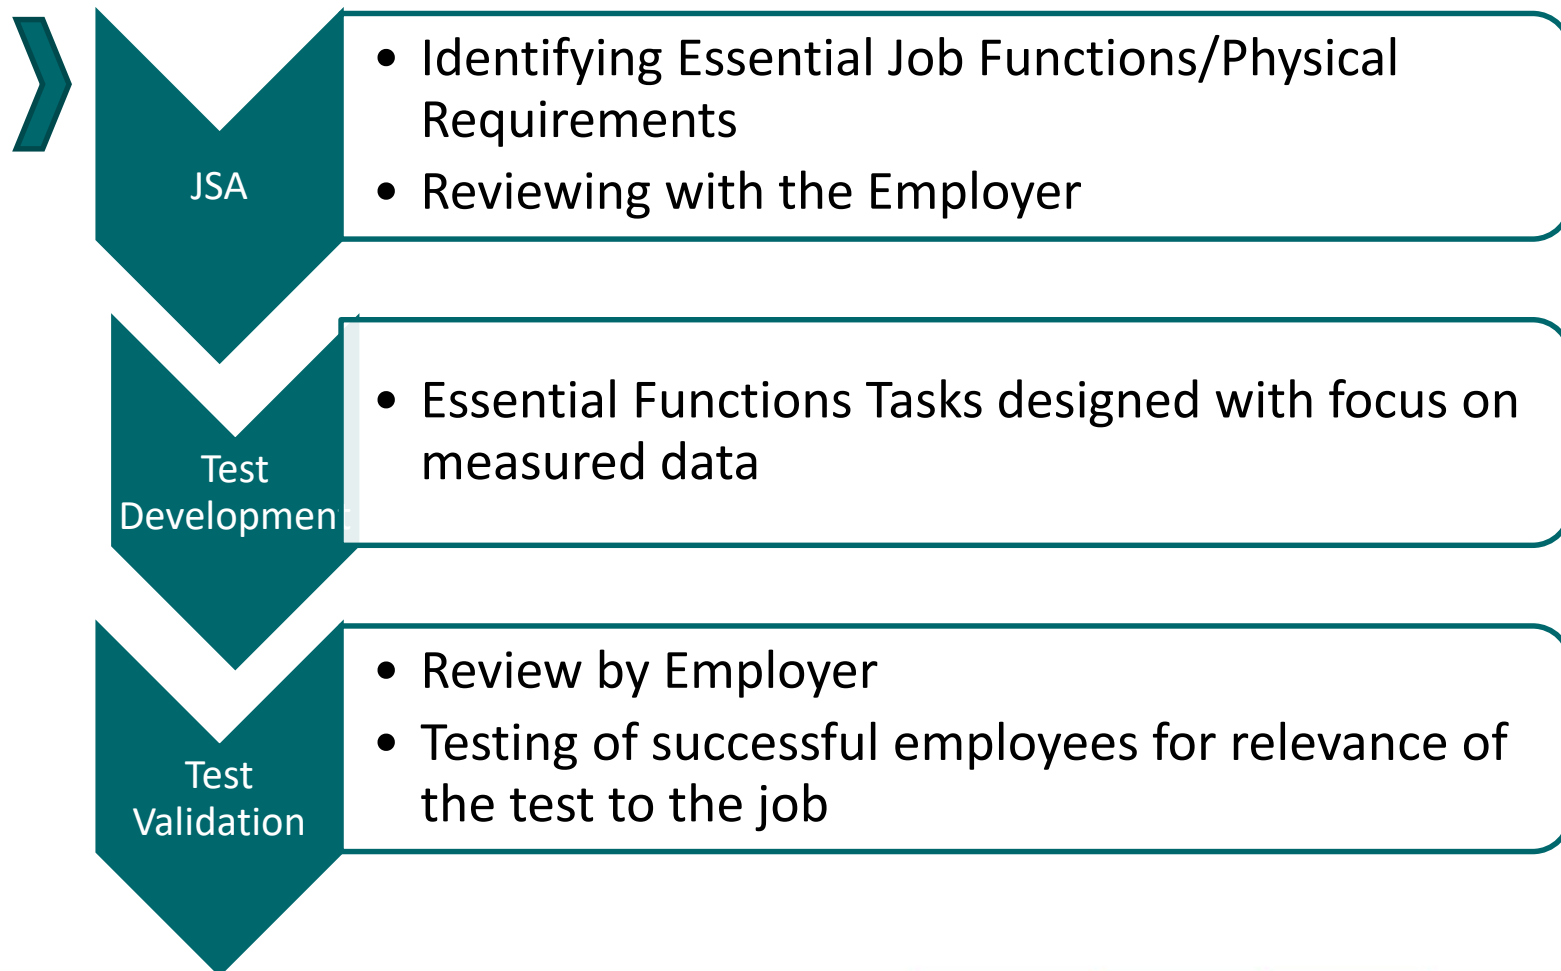 JSA
• Identifying Essential Job Functions/Physical
Requirements
• Reviewing with the Employer
Test
Development
• Essential Functions Tasks designed with focus on
measured data
Test
Validation
• Review by Employer
• Testing of successful employees for relevance of
the test to the job